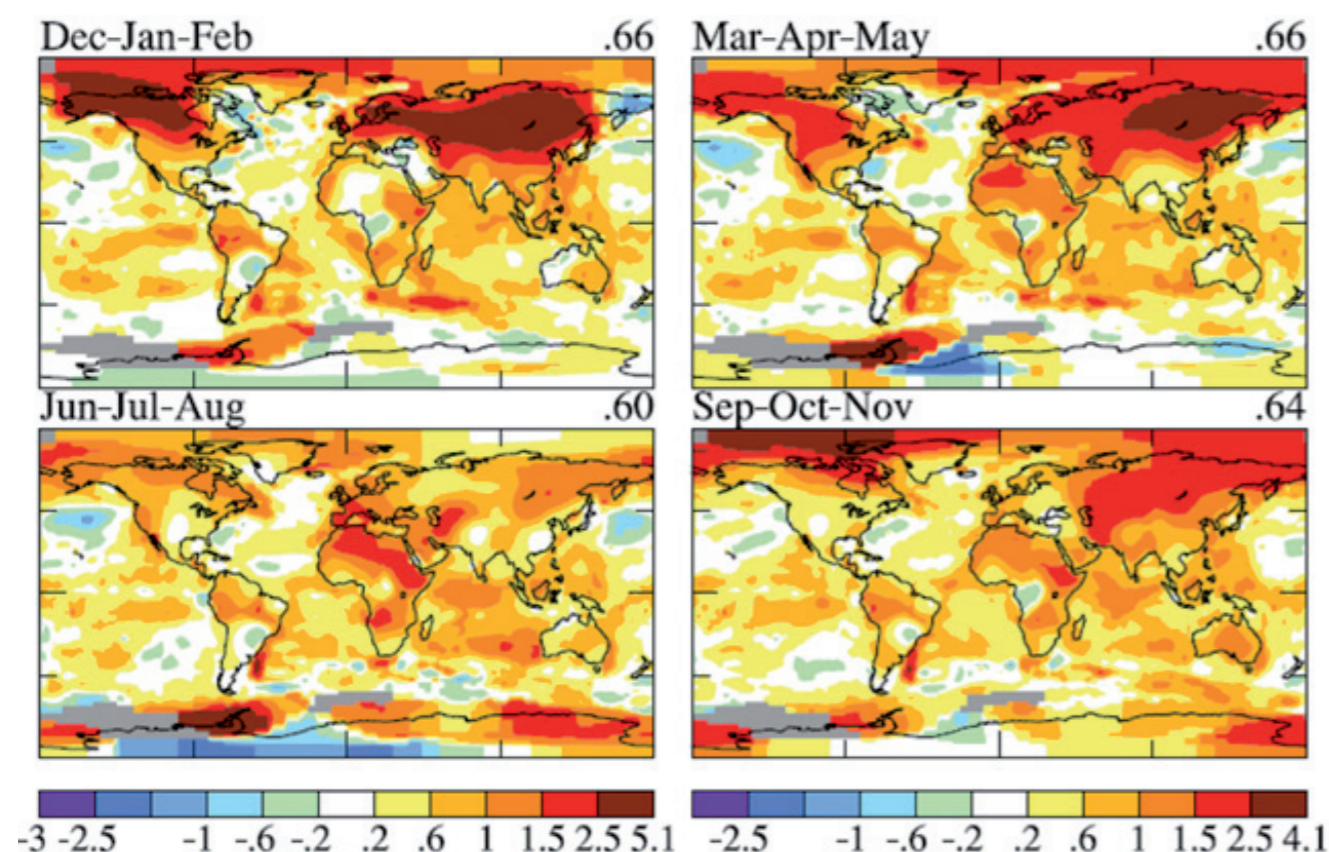 Dec-Jan-Feb .66
Mar-Apr-May .66
Jun-Jul-Aug .60
Sep-Oct-Nov .64
-3 -2.5 -1 -.6 -.2 .2 .6 1 1.5 2.5 5.1
-2.5 -1 -.6 -.2 .2 .6 1 1.5 2.5 4.1